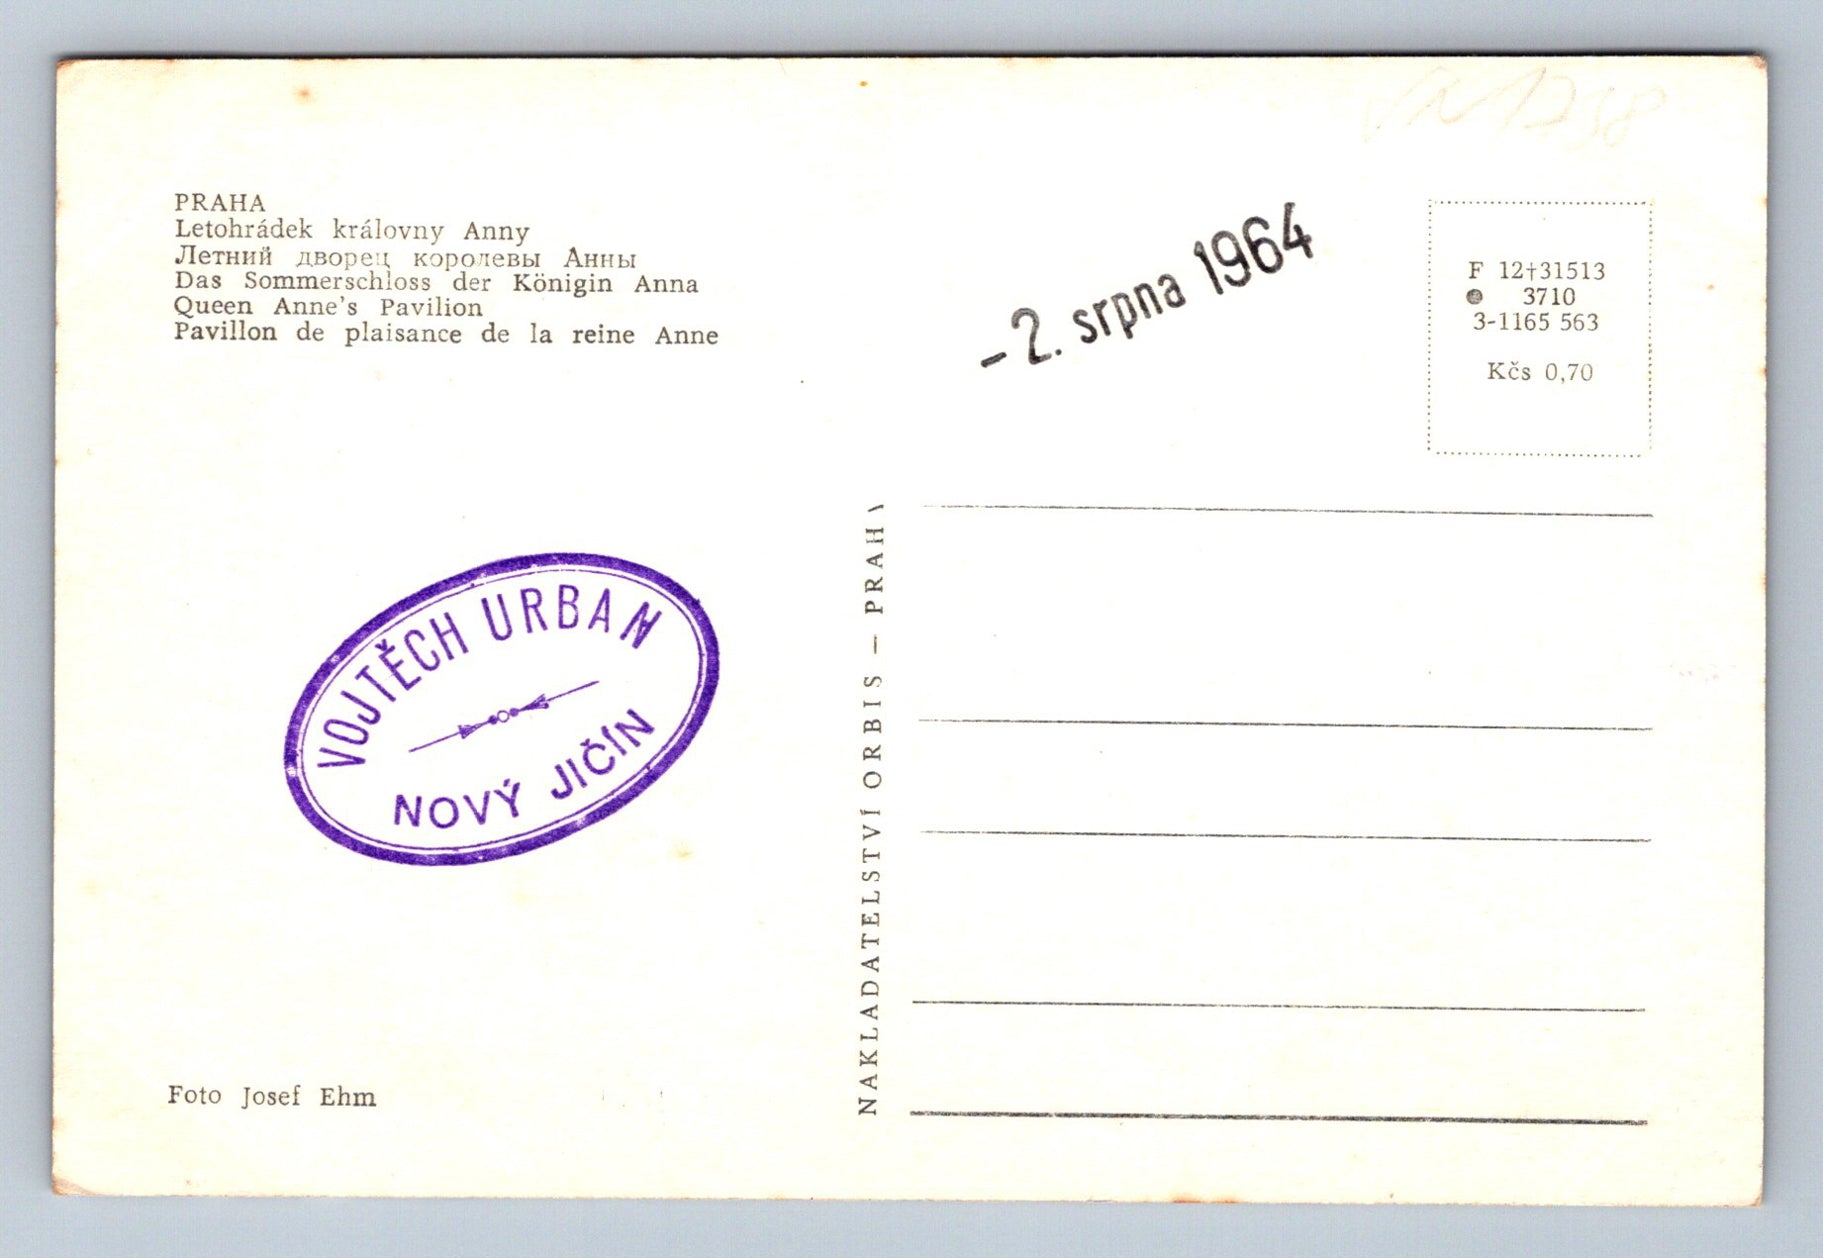 PRAHA
Letohrádek královny Anny
Летний дворец королевы Анны
Das Sommerschloss der Königin Anna
Queen Anne's Pavilion
Pavillon de plaisance de la reine Anne
- 2. srpna 1964
F 12†31513
3710
3-1165 563
Kčs 0,70
VOJTĚCH URBAN
NOVÝ JIČÍN
NAKLADATELSTVÍ ORBIS — PRAHA
Foto Josef Ehm